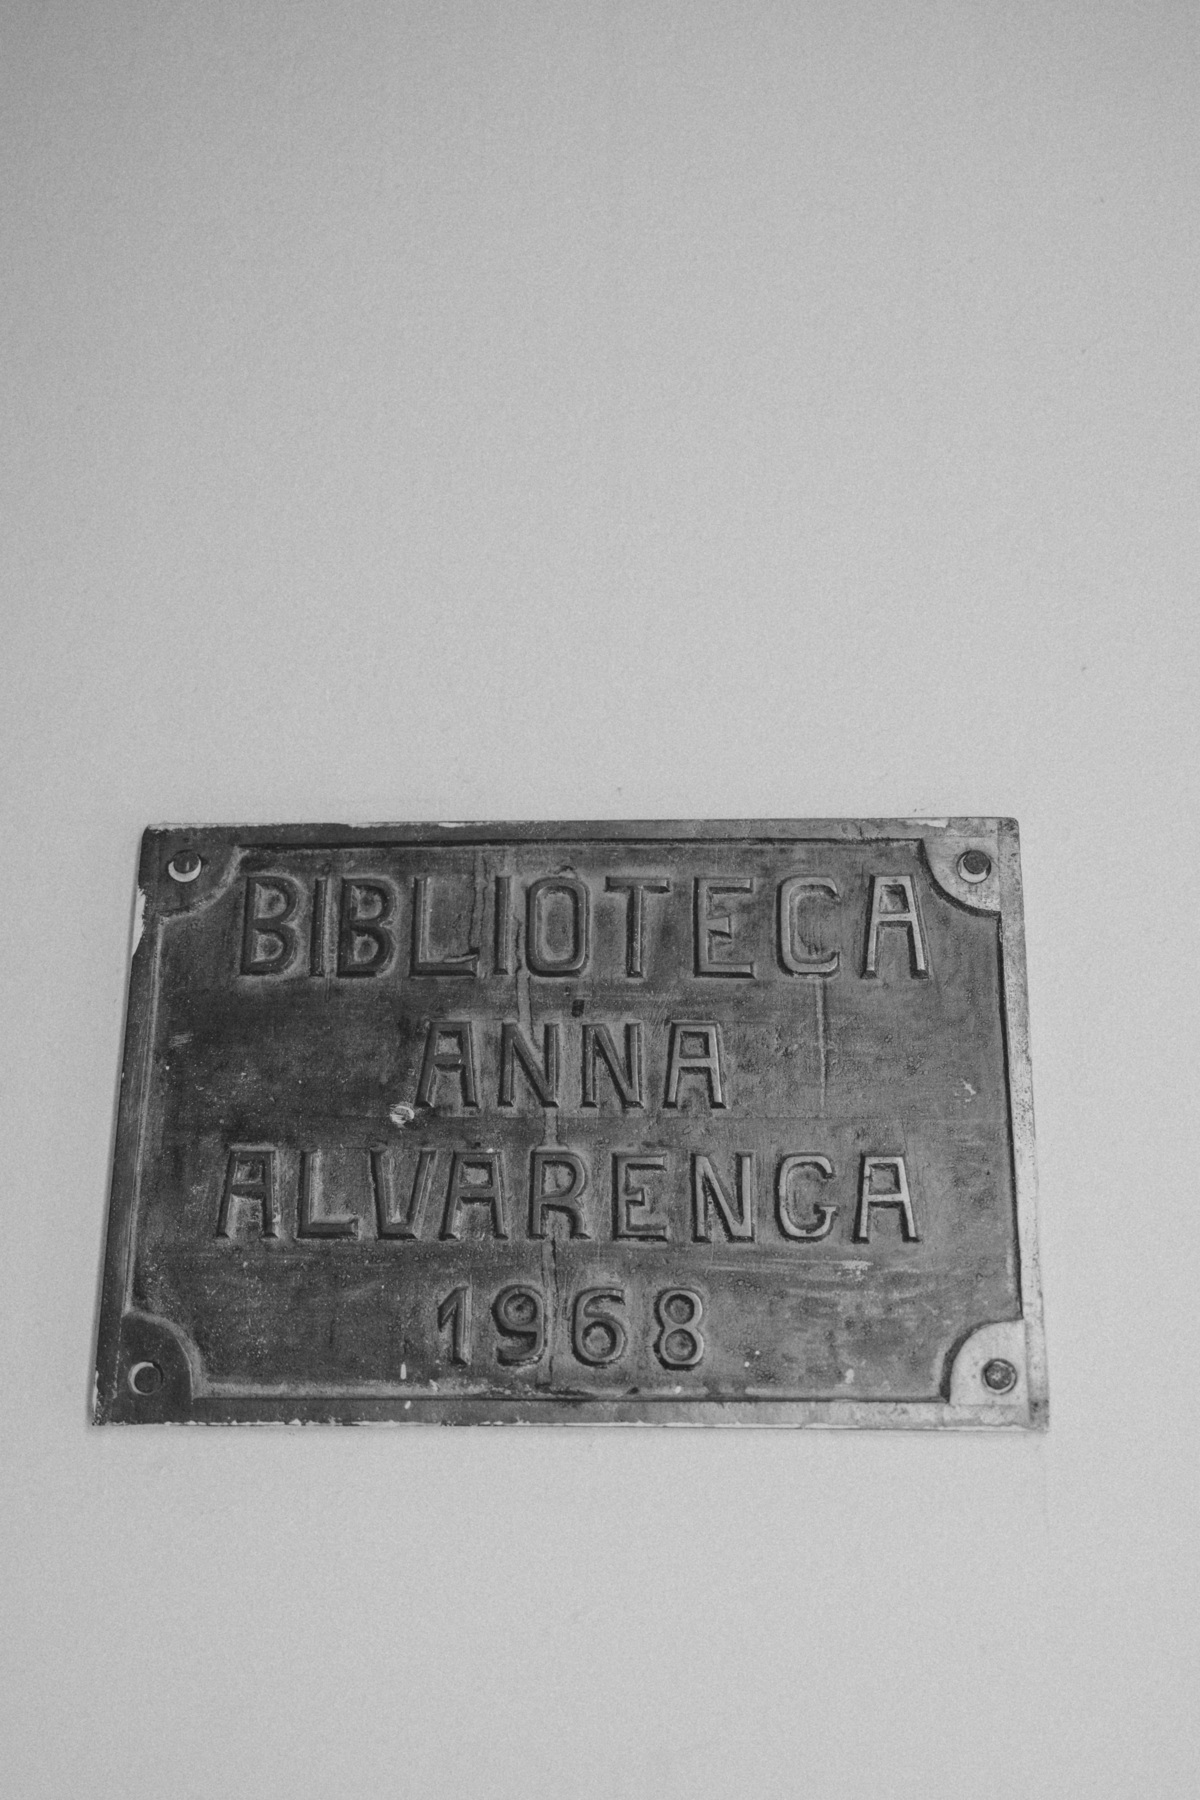 BIBLIOTECA
ANNA
ALVARENGA
1968